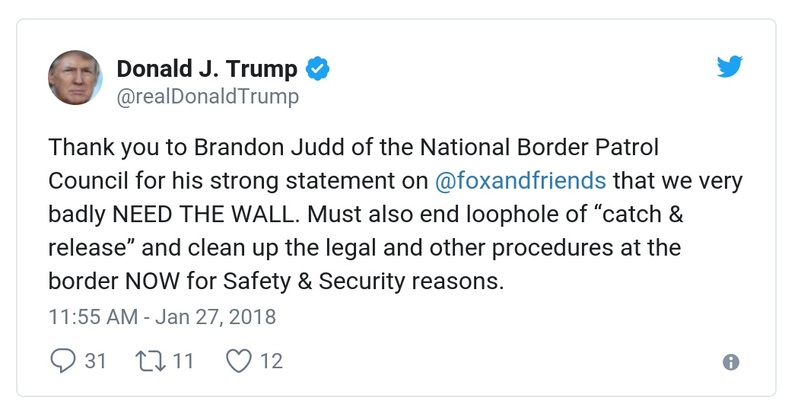 Donald J. Trump
@realDonaldTrump
Thank you to Brandon Judd of the National Border Patrol
Council for his strong statement on @foxandfriends that we very
badly NEED THE WALL. Must also end loophole of “catch &
release” and clean up the legal and other procedures at the
border NOW for Safety & Security reasons.
11:55 AM - Jan 27, 2018
31 11 12